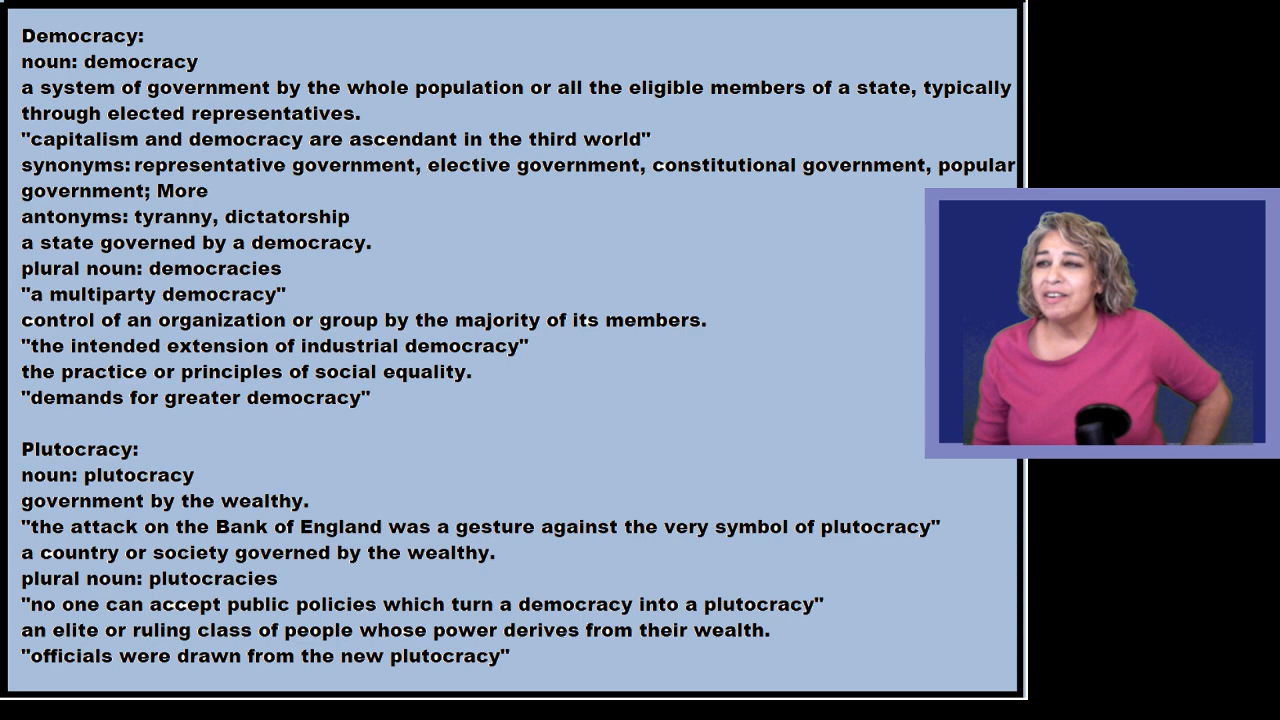 Democracy:
noun: democracy
a system of government by the whole population or all the eligible members of a state, typically
through elected representatives.
"capitalism and democracy are ascendant in the third world"
synonyms: representative government, elective government, constitutional government, popular
government; More
antonyms: tyranny, dictatorship
a state governed by a democracy.
plural noun: democracies
"a multiparty democracy"
control of an organization or group by the majority of its members.
"the intended extension of industrial democracy"
the practice or principles of social equality.
"demands for greater democracy"
Plutocracy:
noun: plutocracy
government by the wealthy.
"the attack on the Bank of England was a gesture against the very symbol of plutocracy"
a country or society governed by the wealthy.
plural noun: plutocracies
"no one can accept public policies which turn a democracy into a plutocracy"
an elite or ruling class of people whose power derives from their wealth.
"officials were drawn from the new plutocracy"